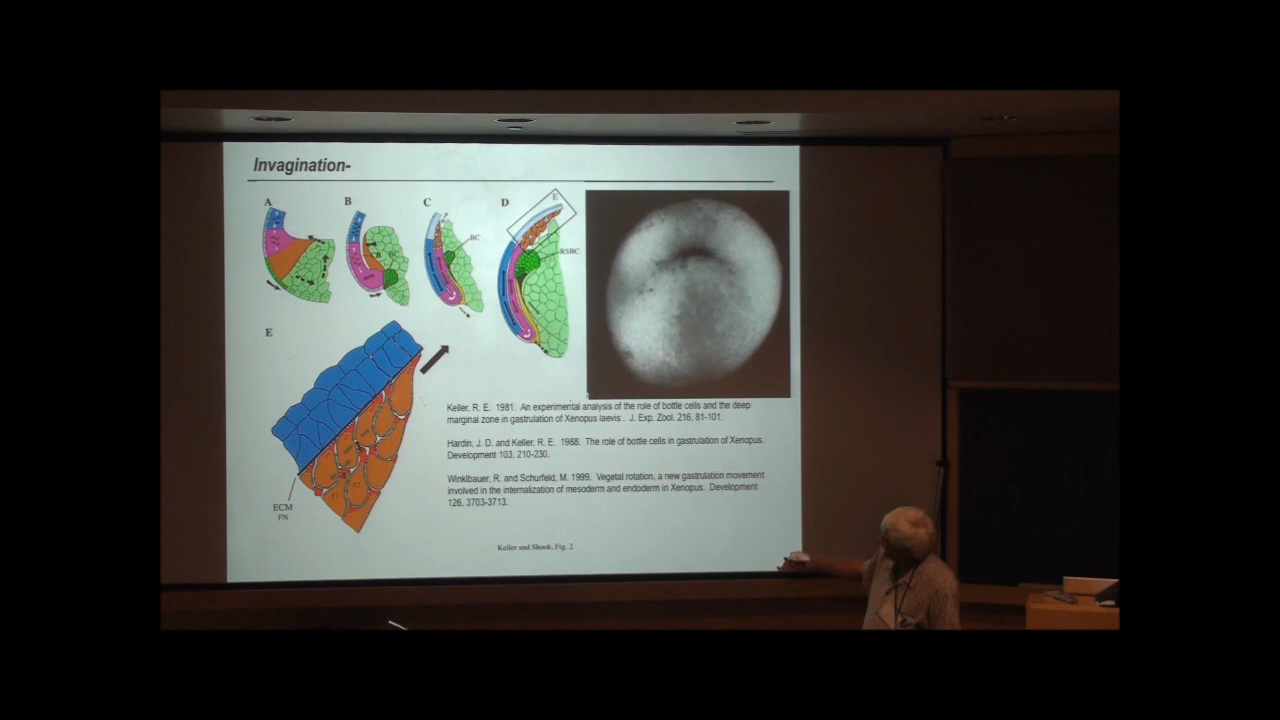 Invagination-
A B C D E
BC
RSBC
E
Keller, R. E. 1981. An experimental analysis of the role of bottle cells and the deep
marginal zone in gastrulation of Xenopus laevis . J. Exp. Zool. 216, 81-101.
Hardin, J. D. and Keller, R. E. 1988. The role of bottle cells in gastrulation of Xenopus.
Development 103, 210-230.
Winklbauer, R. and Schurfeld, M. 1999. Vegetal rotation, a new gastrulation movement
involved in the internalization of mesoderm and endoderm in Xenopus. Development
126, 3703-3713.
ECM
FN
Keller and Shook, Fig. 2